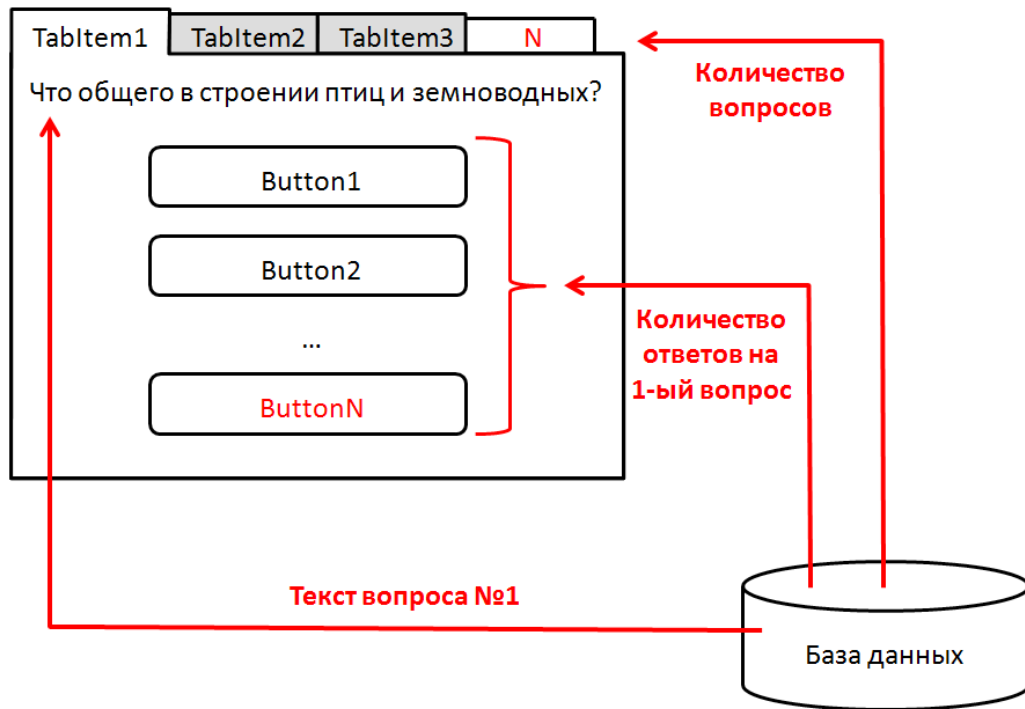 TabItem1 TabItem2 TabItem3 N
Что общего в строении птиц и земноводных?
Количество
вопросов
Button1
Button2
...
ButtonN
Количество
ответов на
1-ый вопрос
Текст вопроса №1
База данных